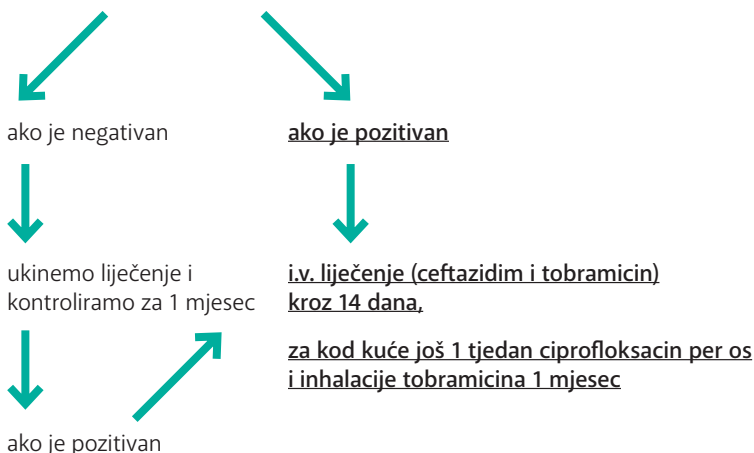 ako je negativan
ako je pozitivan
ukinemo liječenje i
kontroliramo za 1 mjesec
i.v. liječenje (ceftazidim i tobramicin)
kroz 14 dana,
za kod kuće još 1 tjedan ciprofloksacin per os
i inhalacije tobramicina 1 mjesec
ako je pozitivan